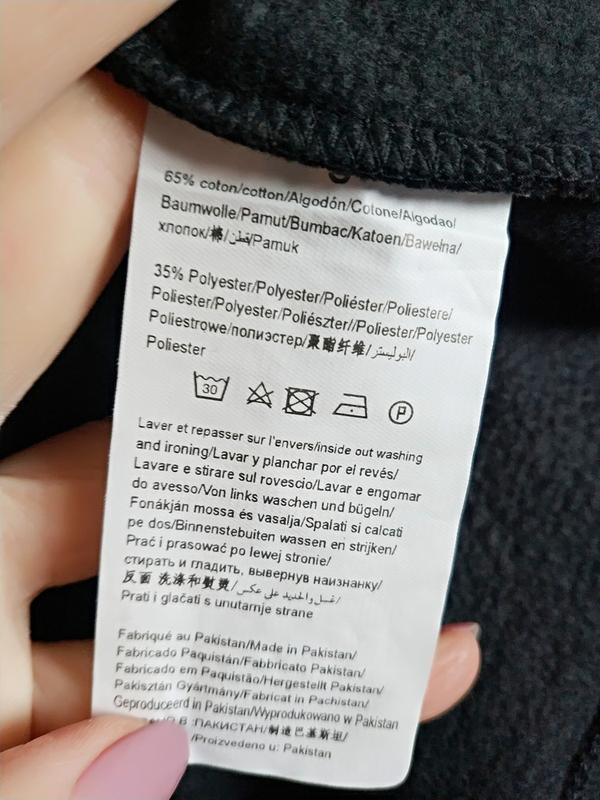 65% coton/cotton/Algodón/Cotone/Algodao/
Baumwolle/Pamut/Bumbac/Katoen/Bawełna/
хлопок/棉/قطن/Pamuk
35% Polyester/Polyester/Poliéster/Poliestere/
Poliester/Polyester/Poliészter//Poliester/Polyester
Poliestrowe/полиэстер/聚酯纤维/البوليستر/
Poliester
30
P
Laver et repasser sur l'envers/inside out washing
and ironing/Lavar y planchar por el revés/
Lavare e stirare sul rovescio/Lavar e engomar
do avesso/Von links waschen und bügeln/
Fonákján mossa és vasalja/Spalati si calcati
pe dos/Binnenstebuiten wassen en strijken/
Prać i prasować po lewej stronie/
стирать и гладить, вывернув наизнанку/
反面 洗涤和熨烫/غسل والحديد على عكس/
Prati i glačati s unutarnje strane
Fabriqué au Pakistan/Made in Pakistan/
Fabricado Paquistán/Fabbricato Pakistan/
Fabricado em Paquistão/Hergestellt Pakistan/
Pakisztán Gyártmány/Fabricat in Pachistan/
Geproduceerd in Pakistan/Wyprodukowano w Pakistan
В :ПАКИСТАН/制造巴基斯坦/
/Proizvedeno u: Pakistan